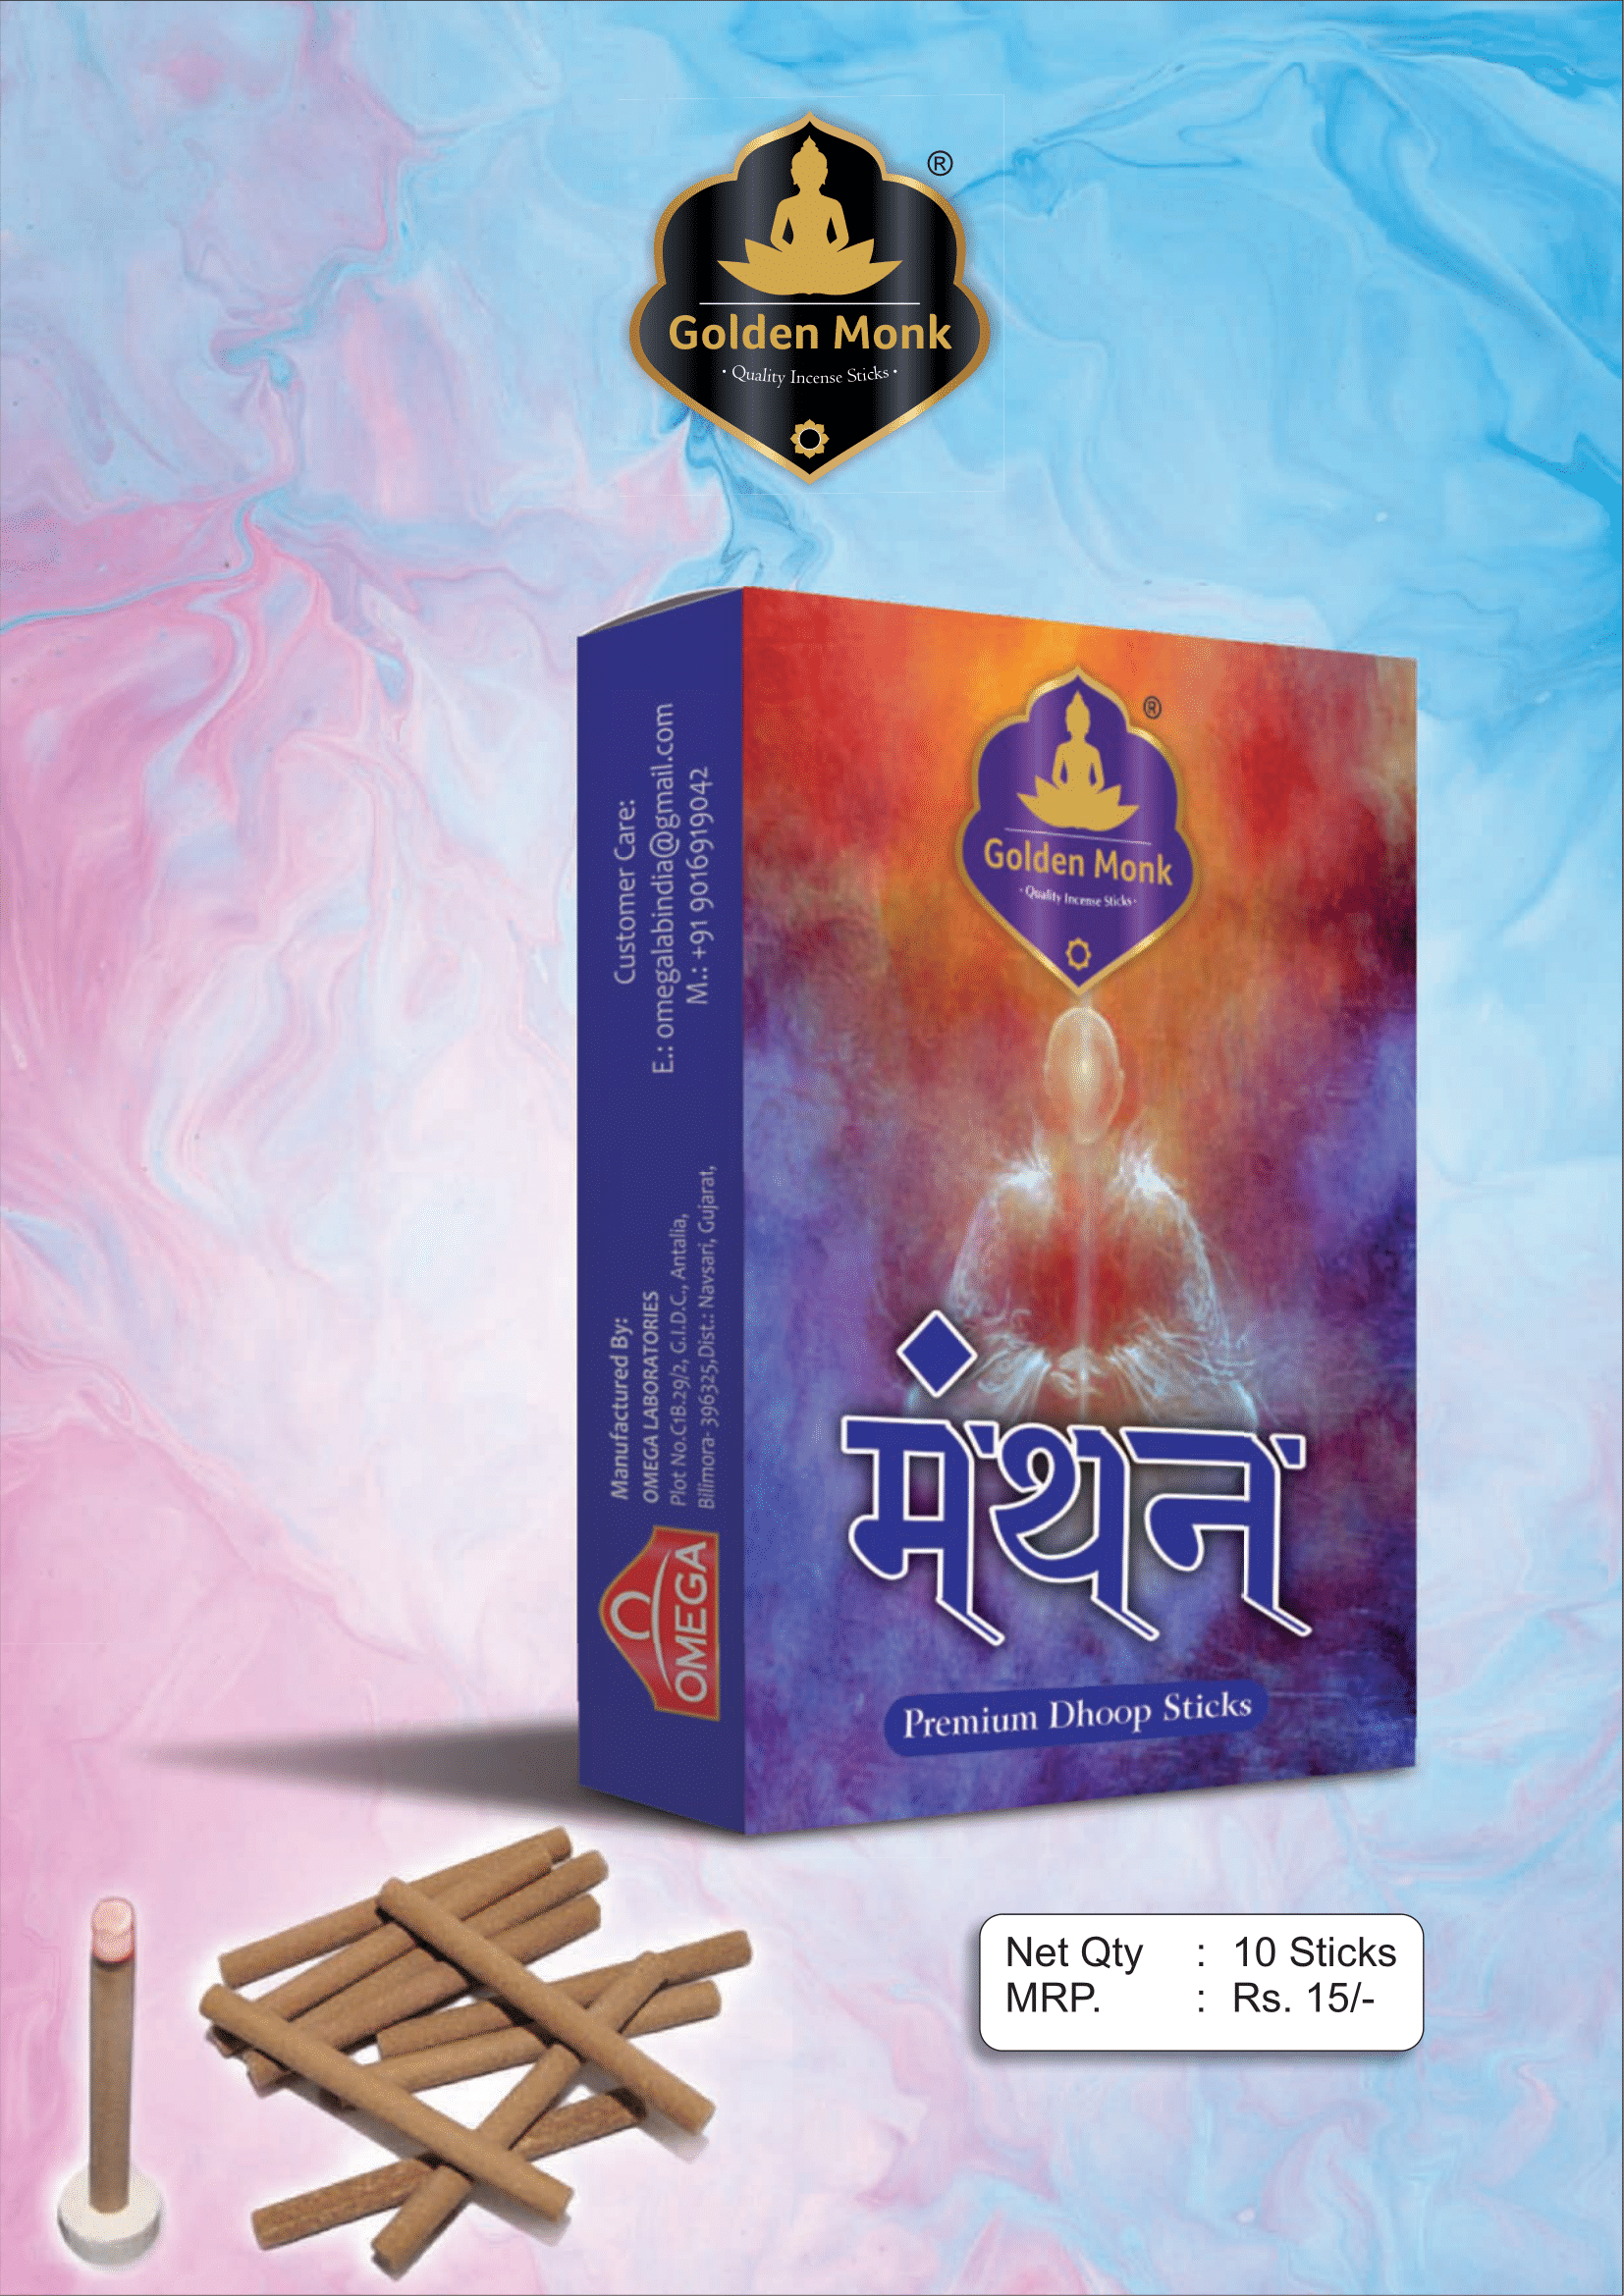 ®
Golden Monk
• Quality Incense Sticks •
®
Golden Monk
• Quality Incense Sticks •
मंथन
Premium Dhoop Sticks
Customer Care:
E.: omegalabindia@gmail.com
M.: +91 9016919042
Manufactured By:
OMEGA LABORATORIES
Plot No.C1B.29/2, G.I.D.C., Antalia,
Bilimora- 396325,Dist.: Navsari, Gujarat,
OMEGA
Net Qty : 10 Sticks
MRP. : Rs. 15/-